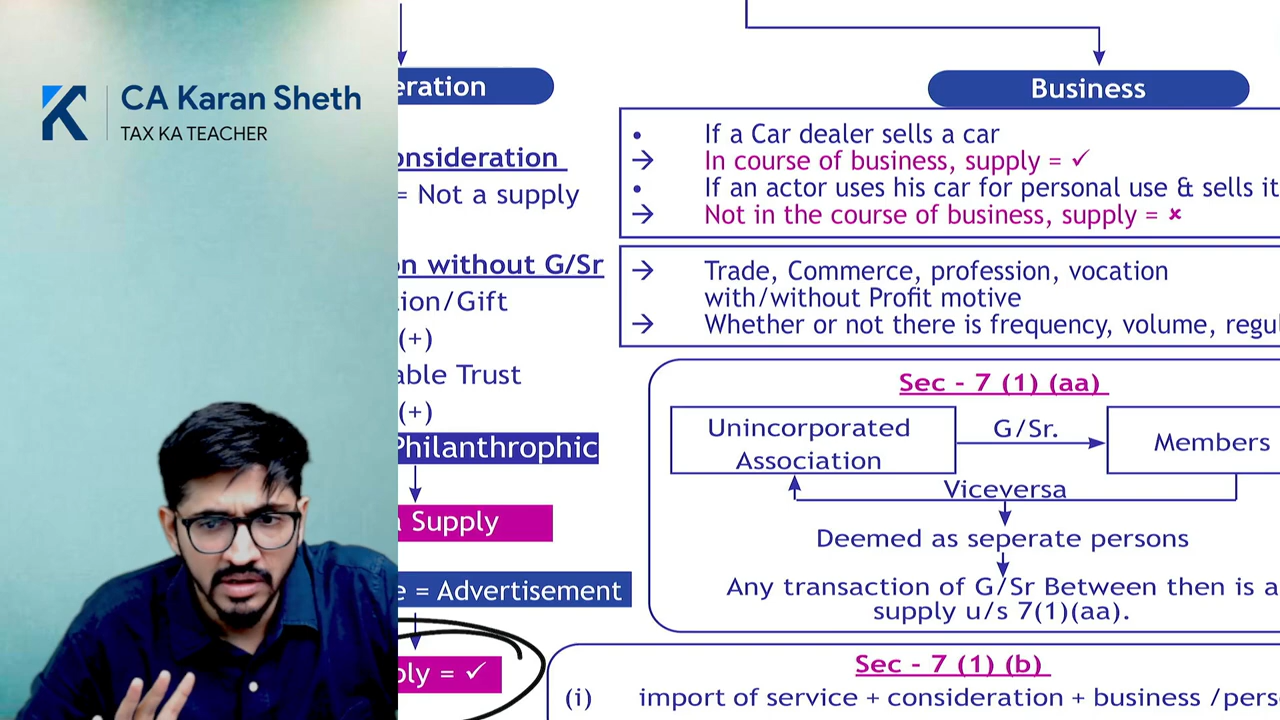 CA Karan Sheth
TAX KA TEACHER
eration
onsideration
= Not a supply
on without G/Sr
ion/Gift
(+)
able Trust
(+)
Philanthrophic
Supply
= Advertisement
ply = ✓
Business
• If a Car dealer sells a car
→ In course of business, supply = ✓
• If an actor uses his car for personal use & sells it
→ Not in the course of business, supply = ×
→ Trade, Commerce, profession, vocation
with/without Profit motive
→ Whether or not there is frequency, volume, regu
Sec - 7 (1) (aa)
Unincorporated
Association
G/Sr.
Members
Viceversa
Deemed as seperate persons
Any transaction of G/Sr Between then is a
supply u/s 7(1)(aa).
Sec - 7 (1) (b)
(i) import of service + consideration + business /pers